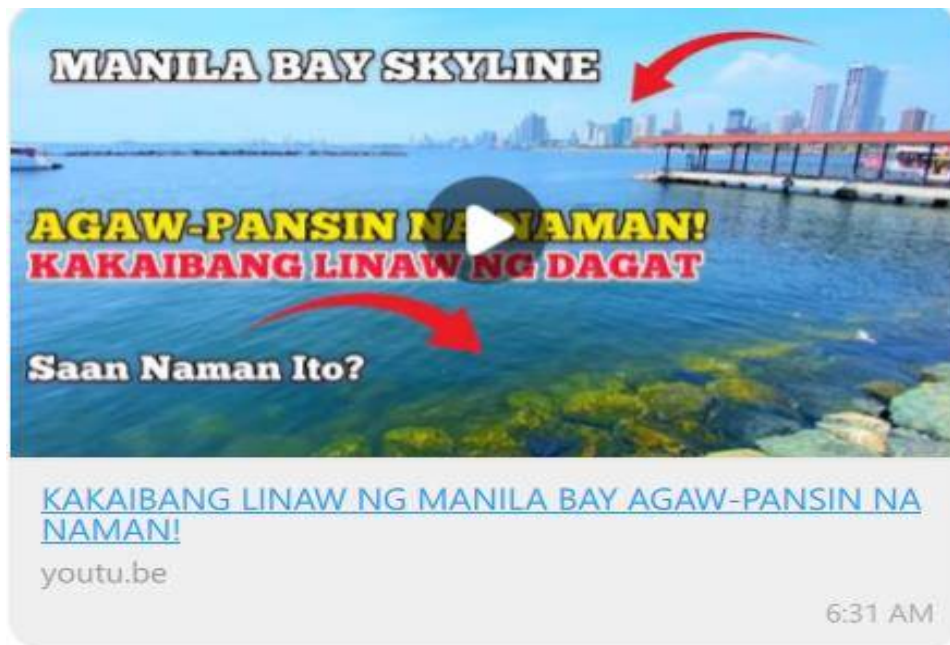 MANILA BAY SKYLINE
AGAW-PANSIN NA NAMAN!
KAKAIBANG LINAW NG DAGAT
Saan Naman Ito?
KAKAIBANG LINAW NG MANILA BAY AGAW-PANSIN NA
NAMAN!
youtu.be
6:31 AM